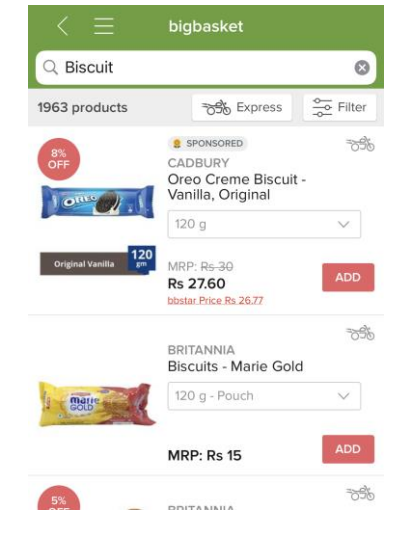 bigbasket
Biscuit
1963 products
Express
Filter
8%
OFF
SPONSORED
CADBURY
Oreo Creme Biscuit -
Vanilla, Original
OREO
120 g
Original Vanilla
120
gm
MRP: Rs 30
Rs 27.60
ADD
bbstar Price Rs 26.77
BRITANNIA
Biscuits - Marie Gold
marie
GOLD
120 g - Pouch
MRP: Rs 15
ADD
5%
OFF
BRITANNIA